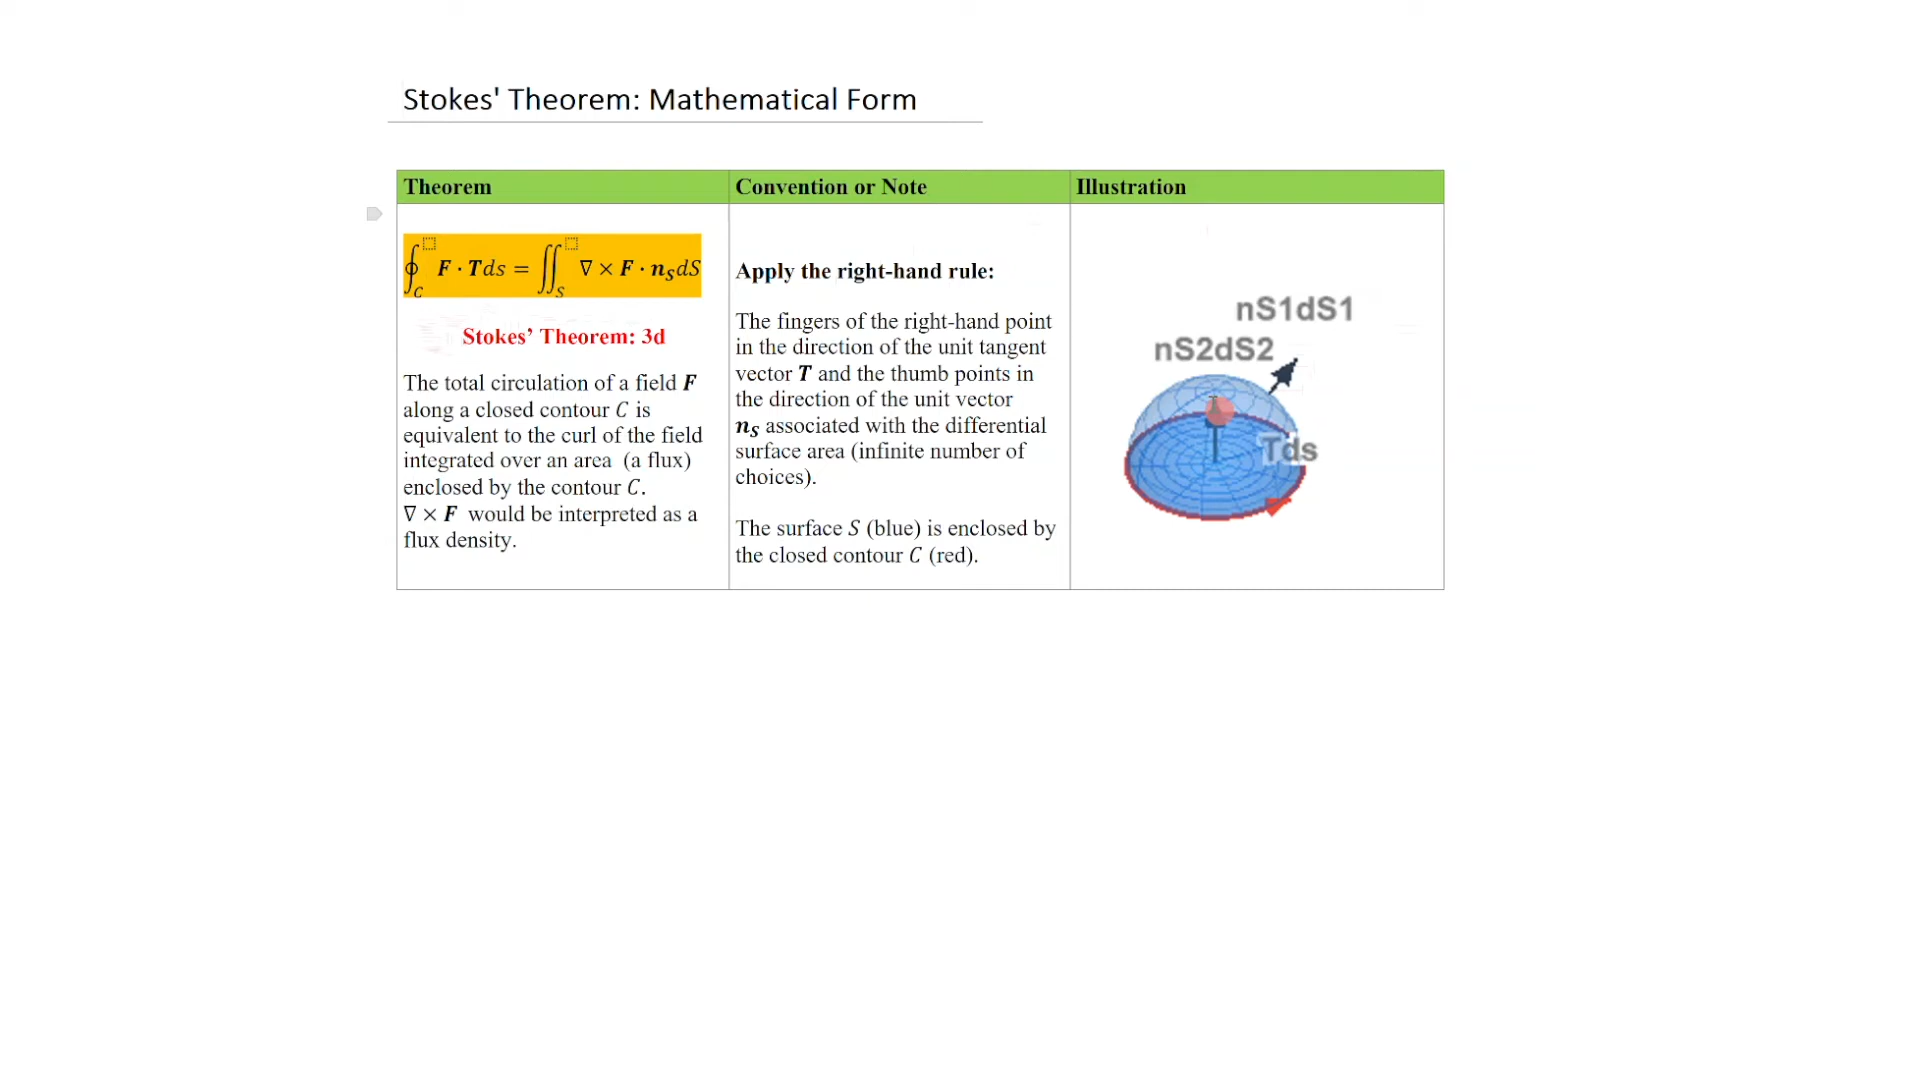 Stokes' Theorem: Mathematical Form
Theorem
∮_C F · Tds = ∬_S ∇ × F · n_S dS
Stokes’ Theorem: 3d
The total circulation of a field F
along a closed contour C is
equivalent to the curl of the field
integrated over an area (a flux)
enclosed by the contour C.
∇ × F would be interpreted as a
flux density.
Convention or Note
Apply the right-hand rule:
The fingers of the right-hand point
in the direction of the unit tangent
vector T and the thumb points in
the direction of the unit vector
n_S associated with the differential
surface area (infinite number of
choices).
The surface S (blue) is enclosed by
the closed contour C (red).
Illustration
nS1dS1
nS2dS2
Tds